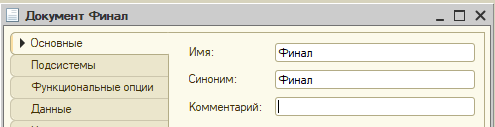 Документ Финал
Основные
Имя: Финал
Подсистемы
Синоним: Финал
Функциональные опции
Комментарий:
Данные